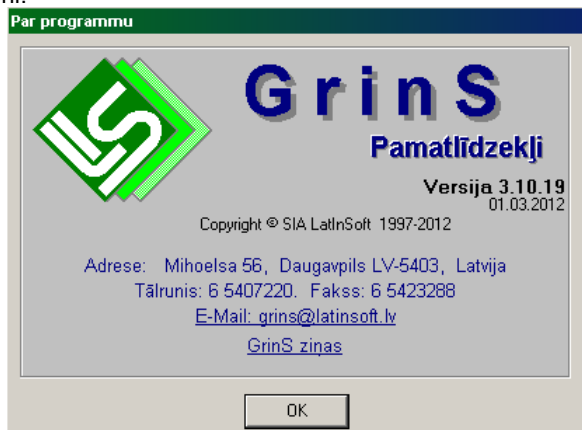 Par programmu
GrinS
Pamatlīdzekļi
Versija 3.10.19
01.03.2012
Copyright © SIA LatInSoft 1997-2012
Adrese: Mihoelsa 56, Daugavpils LV-5403, Latvija
Tālrunis: 6 5407220. Fakss: 6 5423288
E-Mail: grins@latinsoft.lv
GrinS ziņas
OK